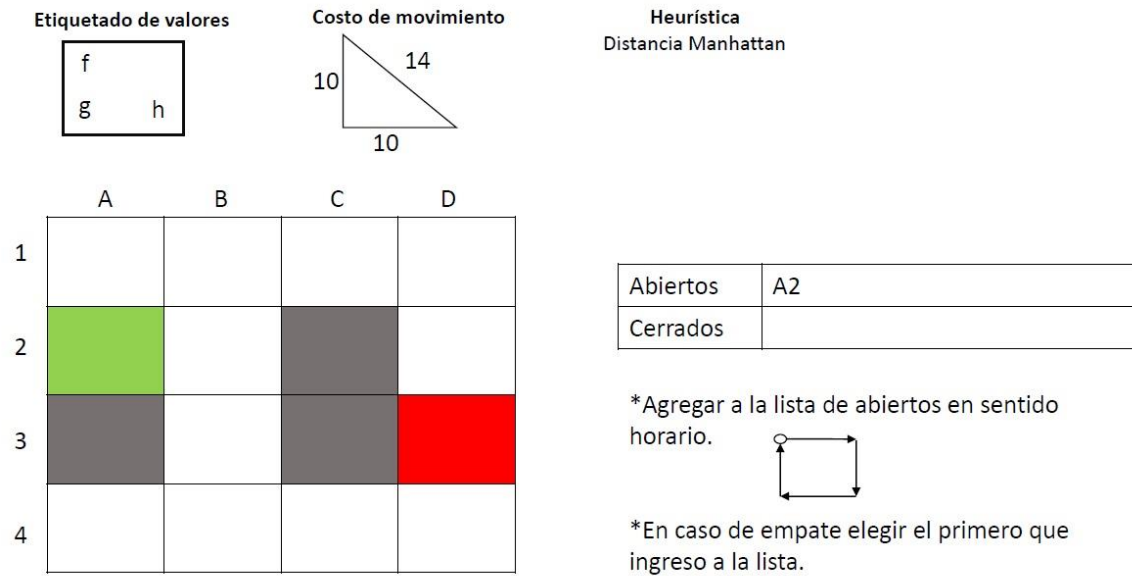 Etiquetado de valores
f
g h
Costo de movimiento
10
14
10
Heurística
Distancia Manhattan
A B C D
1
2
3
4
Abiertos A2
Cerrados
*Agregar a la lista de abiertos en sentido
horario.
*En caso de empate elegir el primero que
ingreso a la lista.